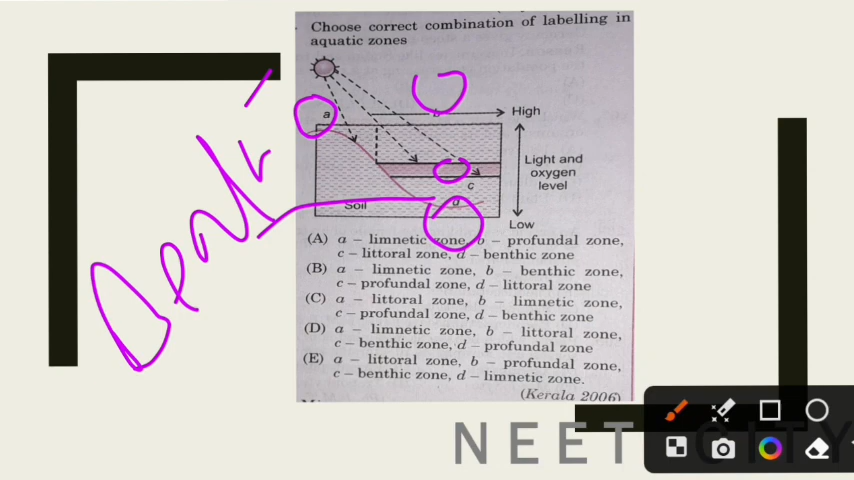 Choose correct combination of labelling in
aquatic zones
a
b
High
Light and
oxygen
level
c
d
Soil
Low
(A) a – limnetic zone, b – profundal zone,
c – littoral zone, d – benthic zone
(B) a – limnetic zone, b – benthic zone,
c – profundal zone, d – littoral zone
(C) a – littoral zone, b – limnetic zone,
c – profundal zone, d – benthic zone
(D) a – limnetic zone, b – littoral zone,
c – benthic zone, d – profundal zone
(E) a – littoral zone, b – profundal zone,
c – benthic zone, d – limnetic zone.
(Kerala 2006)
NEET CITY